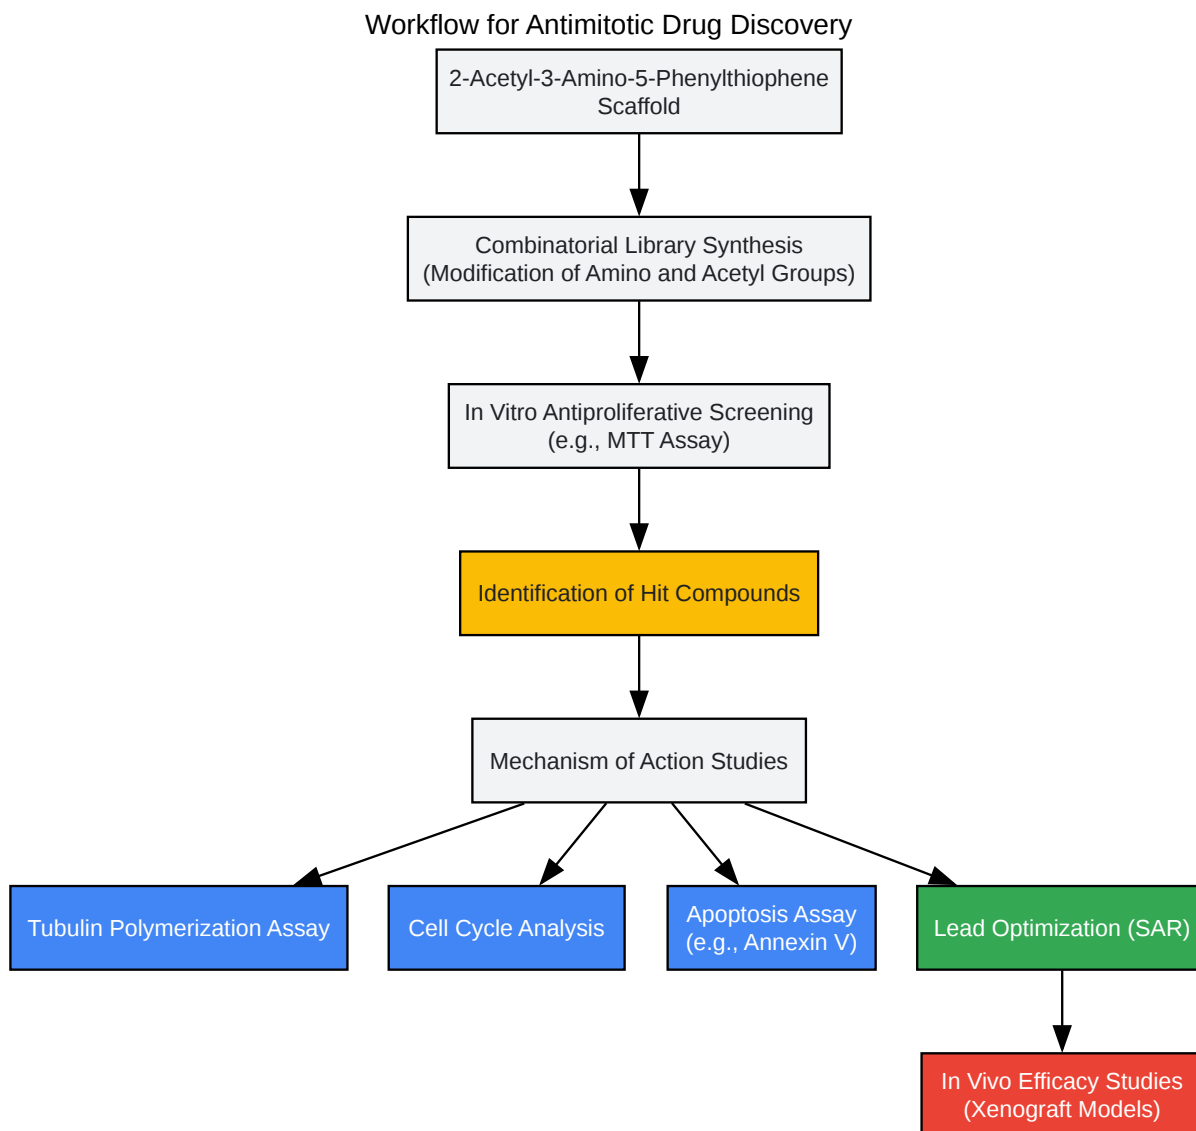 Workflow for Antimitotic Drug Discovery
2-Acetyl-3-Amino-5-Phenylthiophene
Scaffold
Combinatorial Library Synthesis
(Modification of Amino and Acetyl Groups)
In Vitro Antiproliferative Screening
(e.g., MTT Assay)
Identification of Hit Compounds
Mechanism of Action Studies
Tubulin Polymerization Assay
Cell Cycle Analysis
Apoptosis Assay
(e.g., Annexin V)
Lead Optimization (SAR)
In Vivo Efficacy Studies
(Xenograft Models)